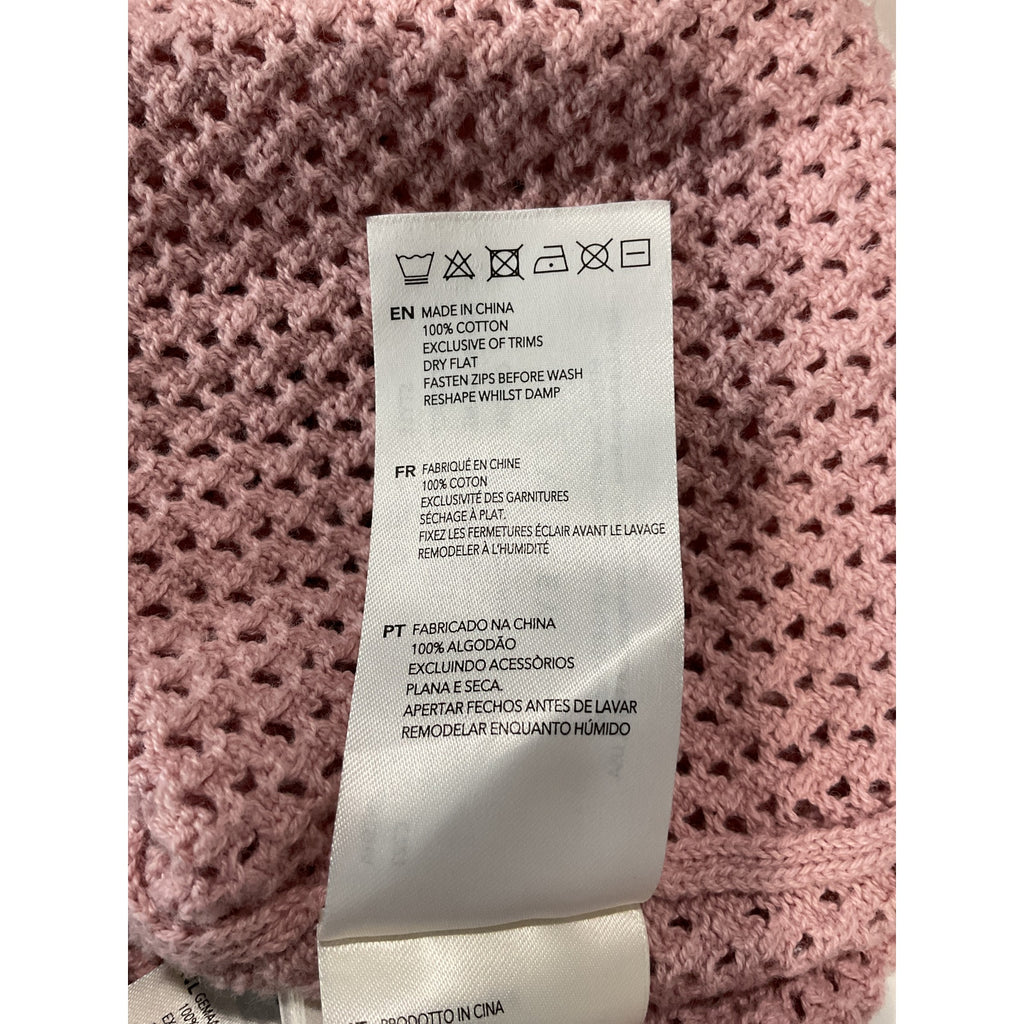 EN MADE IN CHINA
100% COTTON
EXCLUSIVE OF TRIMS
DRY FLAT
FASTEN ZIPS BEFORE WASH
RESHAPE WHILST DAMP
FR FABRIQUÉ EN CHINE
100% COTON
EXCLUSIVITÉ DES GARNITURES
SÉCHAGE À PLAT.
FIXEZ LES FERMETURES ÉCLAIR AVANT LE LAVAGE
REMODELER À L'HUMIDITÉ
PT FABRICADO NA CHINA
100% ALGODÃO
EXCLUINDO ACESSÒRIOS
PLANA E SECA.
APERTAR FECHOS ANTES DE LAVAR
REMODELAR ENQUANTO HÚMIDO
PRODOTTO IN CINA